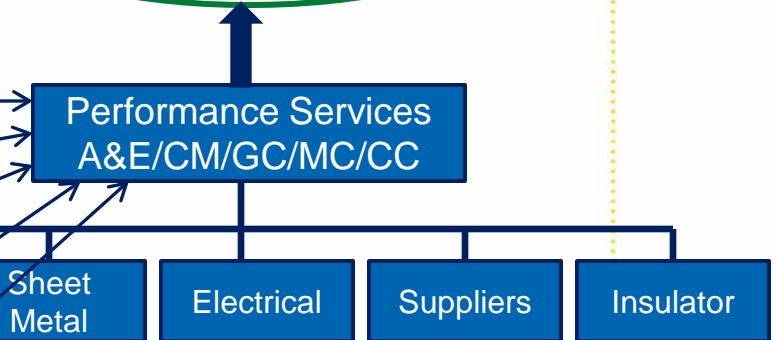 Performance Services
A&E/CM/GC/MC/CC
Sheet
Metal
Electrical
Suppliers
Insulator